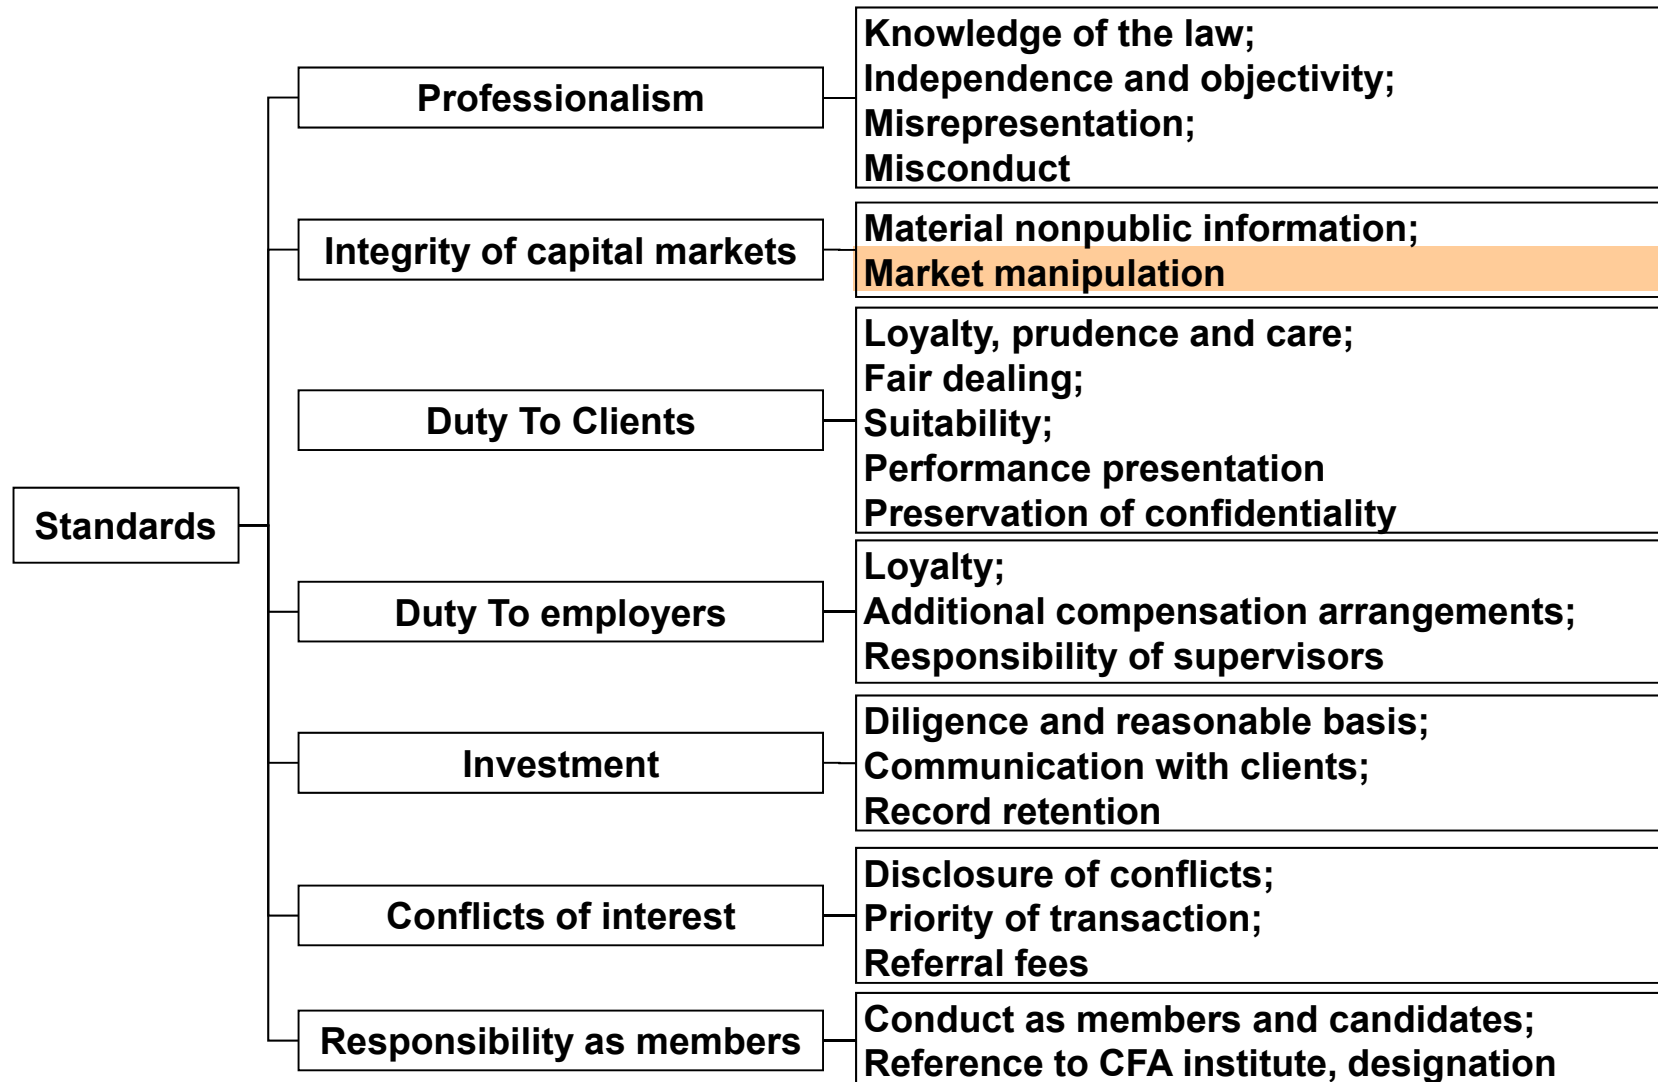 Standards
Professionalism
Knowledge of the law;
Independence and objectivity;
Misrepresentation;
Misconduct
Integrity of capital markets
Material nonpublic information;
Market manipulation
Duty To Clients
Loyalty, prudence and care;
Fair dealing;
Suitability;
Performance presentation
Preservation of confidentiality
Duty To employers
Loyalty;
Additional compensation arrangements;
Responsibility of supervisors
Investment
Diligence and reasonable basis;
Communication with clients;
Record retention
Conflicts of interest
Disclosure of conflicts;
Priority of transaction;
Referral fees
Responsibility as members
Conduct as members and candidates;
Reference to CFA institute, designation